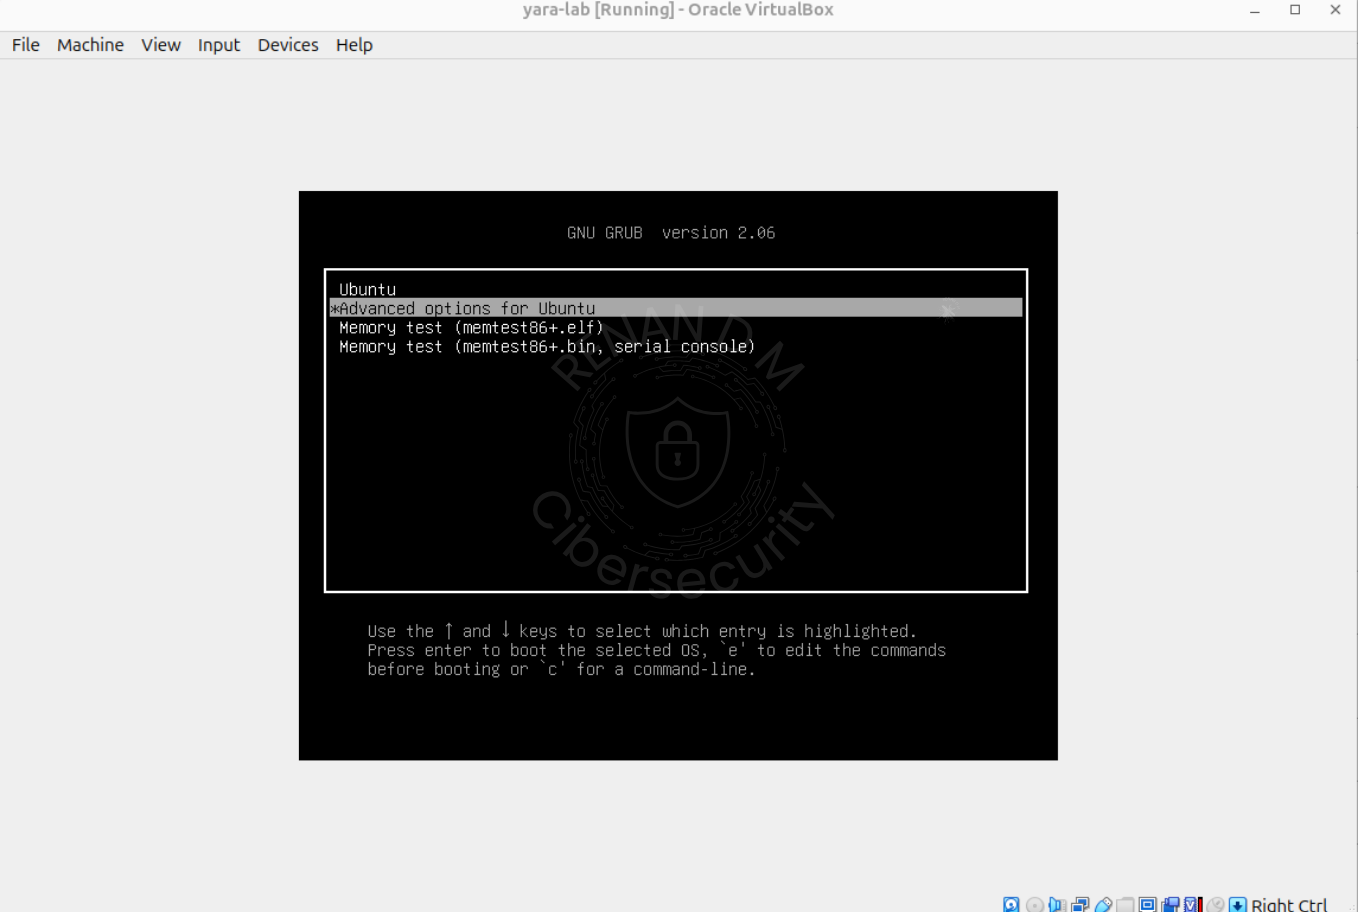 yara-lab [Running] - Oracle VirtualBox
File Machine View Input Devices Help
GNU GRUB version 2.06
Ubuntu
*Advanced options for Ubuntu
Memory test (memtest86+.elf)
Memory test (memtest86+.bin, serial console)
RENAN D M
Cibersecurity
Use the ↑ and ↓ keys to select which entry is highlighted.
Press enter to boot the selected OS, `e' to edit the commands
before booting or `c' for a command-line.
Right Ctrl